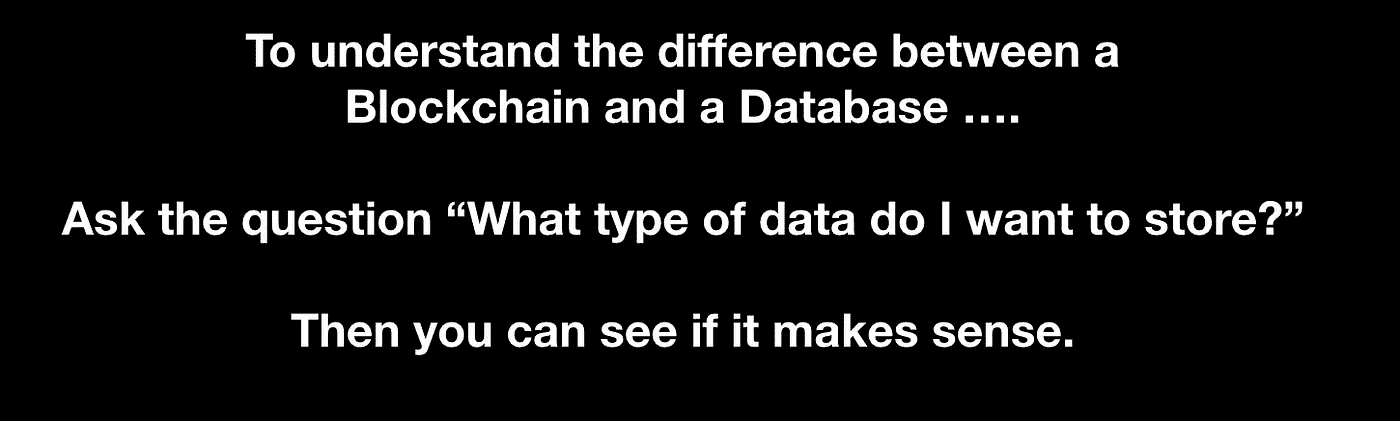 To understand the difference between a
Blockchain and a Database ….
Ask the question “What type of data do I want to store?”
Then you can see if it makes sense.